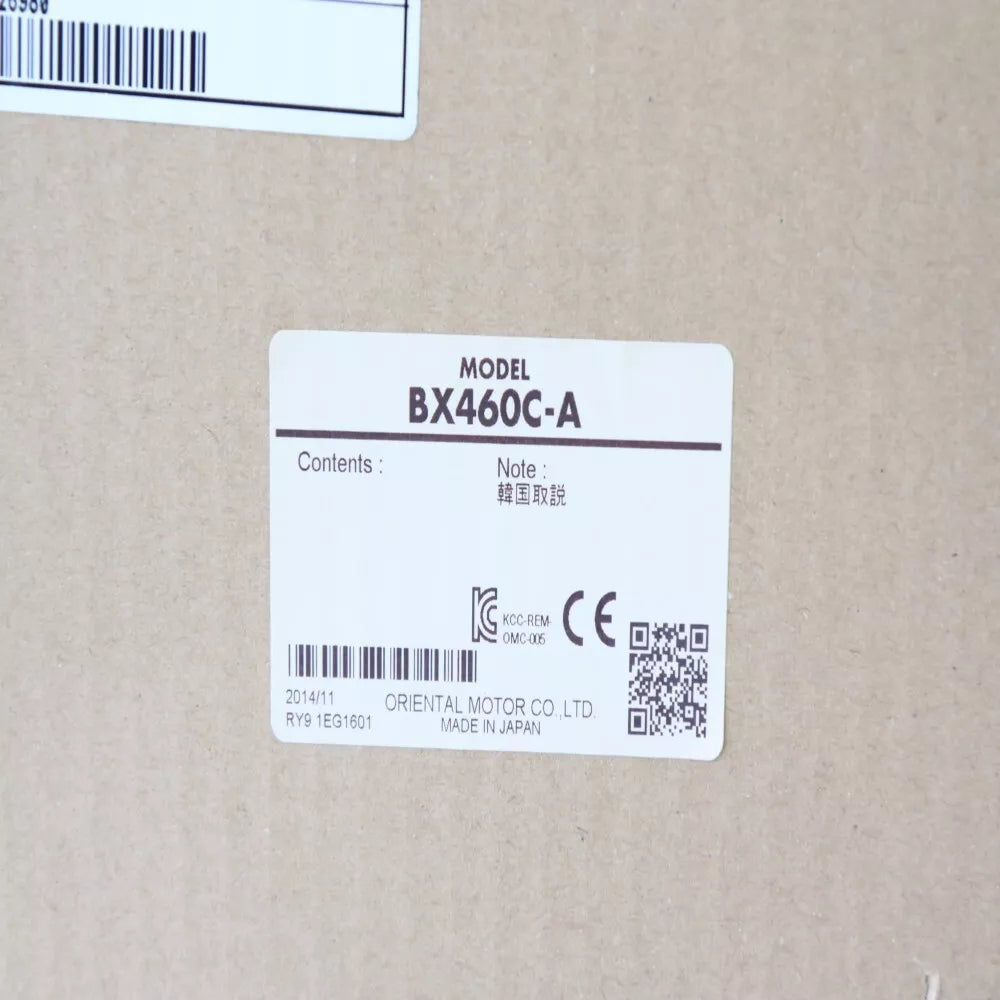 MODEL
BX460C-A
Contents :
Note :
韓国取説
KCC-REM-
OMC-005
CE
2014/11
RY9 1EG1601
ORIENTAL MOTOR CO.,LTD.
MADE IN JAPAN